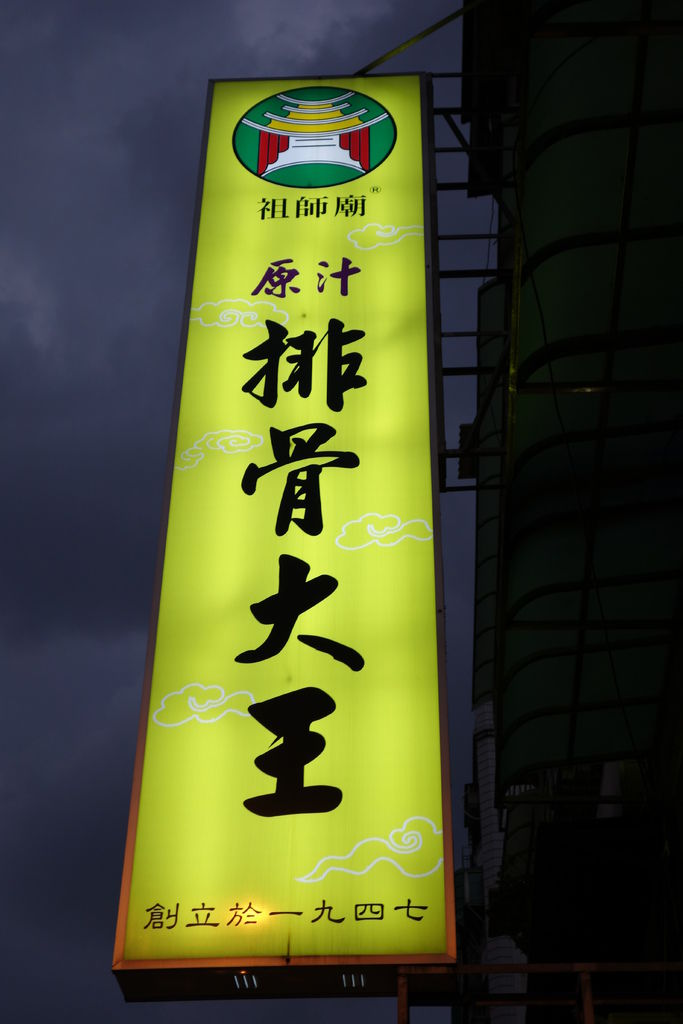 ®
祖師廟
原汁
排骨大王
創立於一九四七